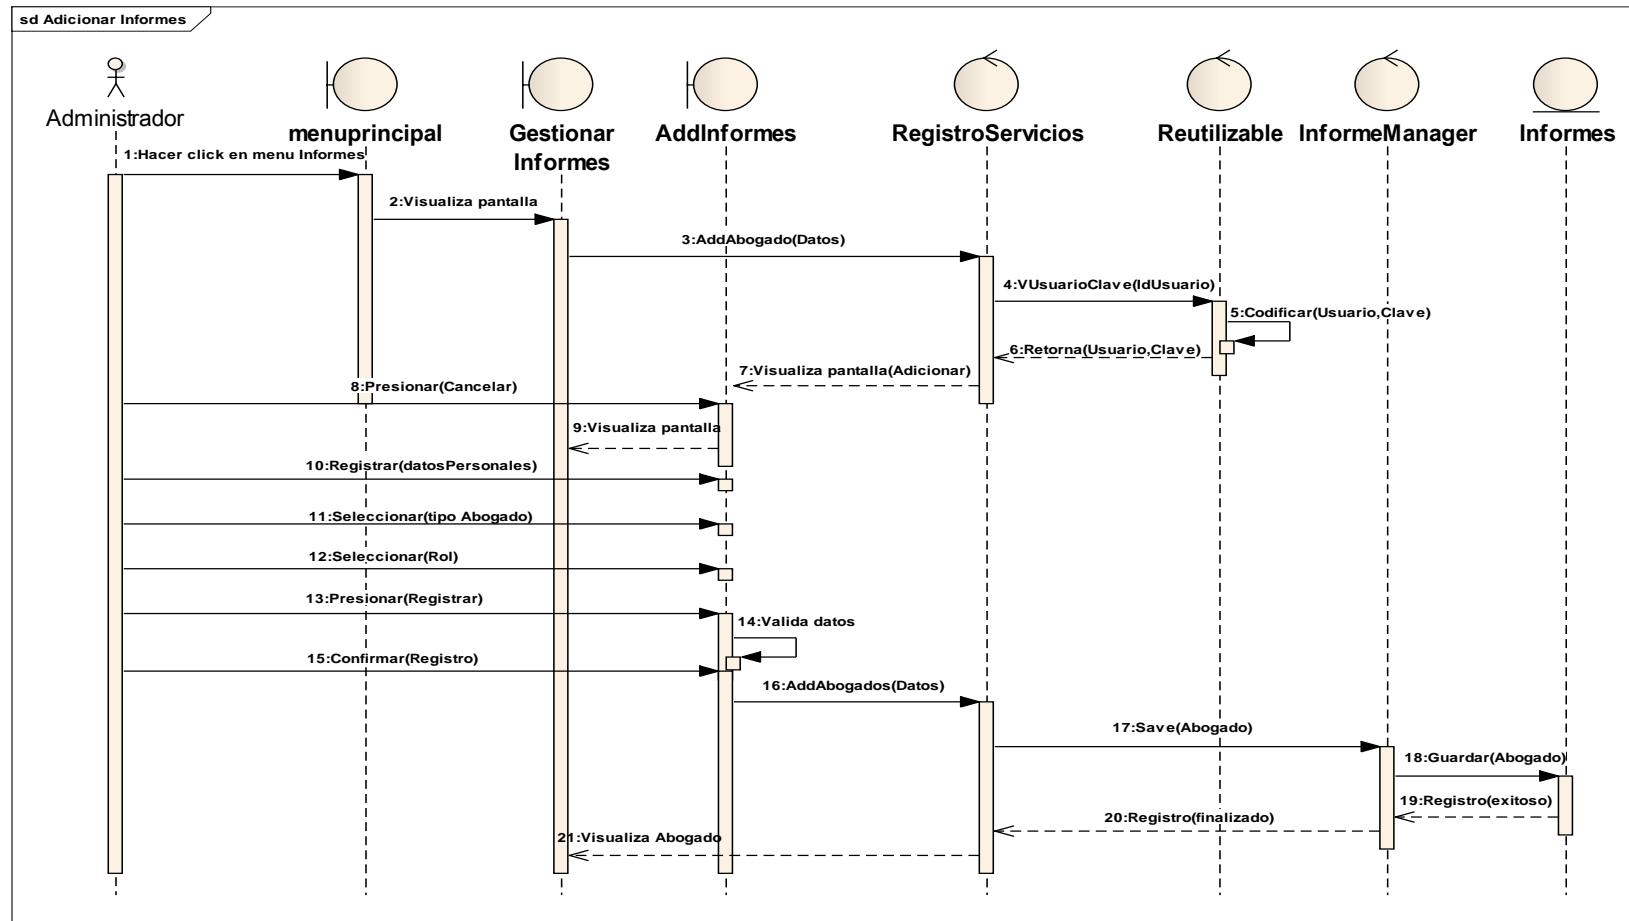 sd Adicionar Informes
Administrador
menuprincipal
Gestionar
Informes
AddInformes
RegistroServicios
Reutilizable
InformeManager
Informes
1:Hacer click en menu Informes
2:Visualiza pantalla
3:AddAbogado(Datos)
4:VUsuarioClave(IdUsuario)
5:Codificar(Usuario,Clave)
6:Retorna(Usuario,Clave)
7:Visualiza pantalla(Adicionar)
8:Presionar(Cancelar)
9:Visualiza pantalla
10:Registrar(datosPersonales)
11:Seleccionar(tipo Abogado)
12:Seleccionar(Rol)
13:Presionar(Registrar)
14:Valida datos
15:Confirmar(Registro)
16:AddAbogados(Datos)
17:Save(Abogado)
18:Guardar(Abogado)
19:Registro(exitoso)
20:Registro(finalizado)
21:Visualiza Abogado